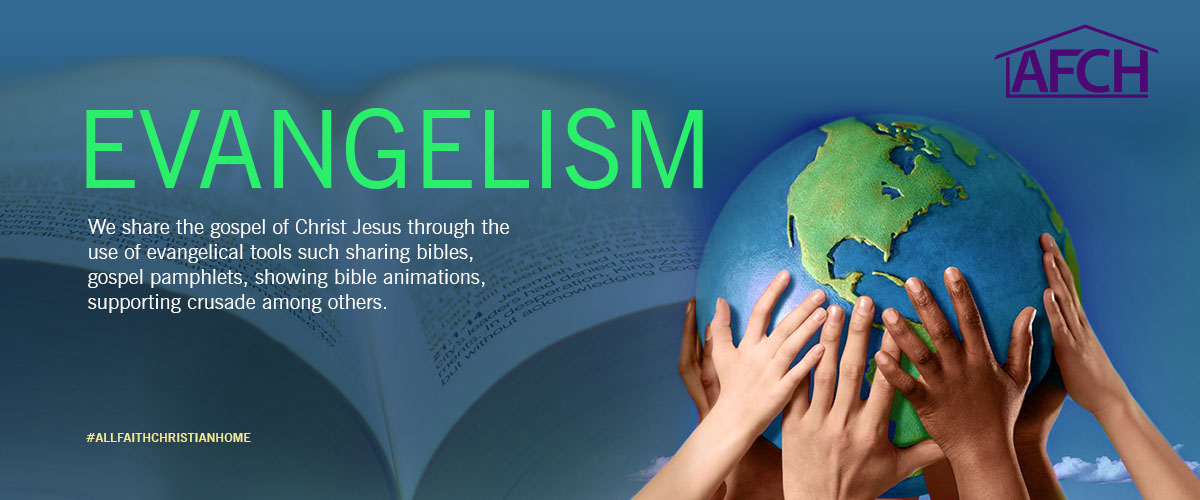 AFCH
EVANGELISM
We share the gospel of Christ Jesus through the
use of evangelical tools such sharing bibles,
gospel pamphlets, showing bible animations,
supporting crusade among others.
#ALLFAITHCHRISTIANHOME